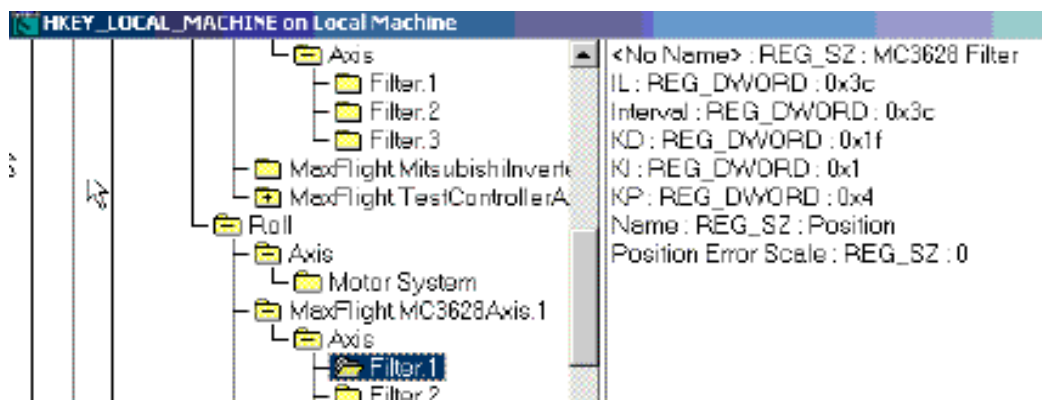 HKEY_LOCAL_MACHINE on Local Machine
Axis
Filter.1
Filter.2
Filter.3
MaxFlight MitsubishiInverte
MaxFlight TestControllerA
Roll
Axis
Motor System
MaxFlight MC3628Axis.1
Axis
Filter.1
Filter.2
<No Name> : REG_SZ : MC3628 Filter
IL : REG_DWORD : 0x3c
Interval : REG_DWORD : 0x3c
KD : REG_DWORD : 0x1f
KI : REG_DWORD : 0x1
KP : REG_DWORD : 0x4
Name : REG_SZ : Position
Position Error Scale : REG_SZ : 0